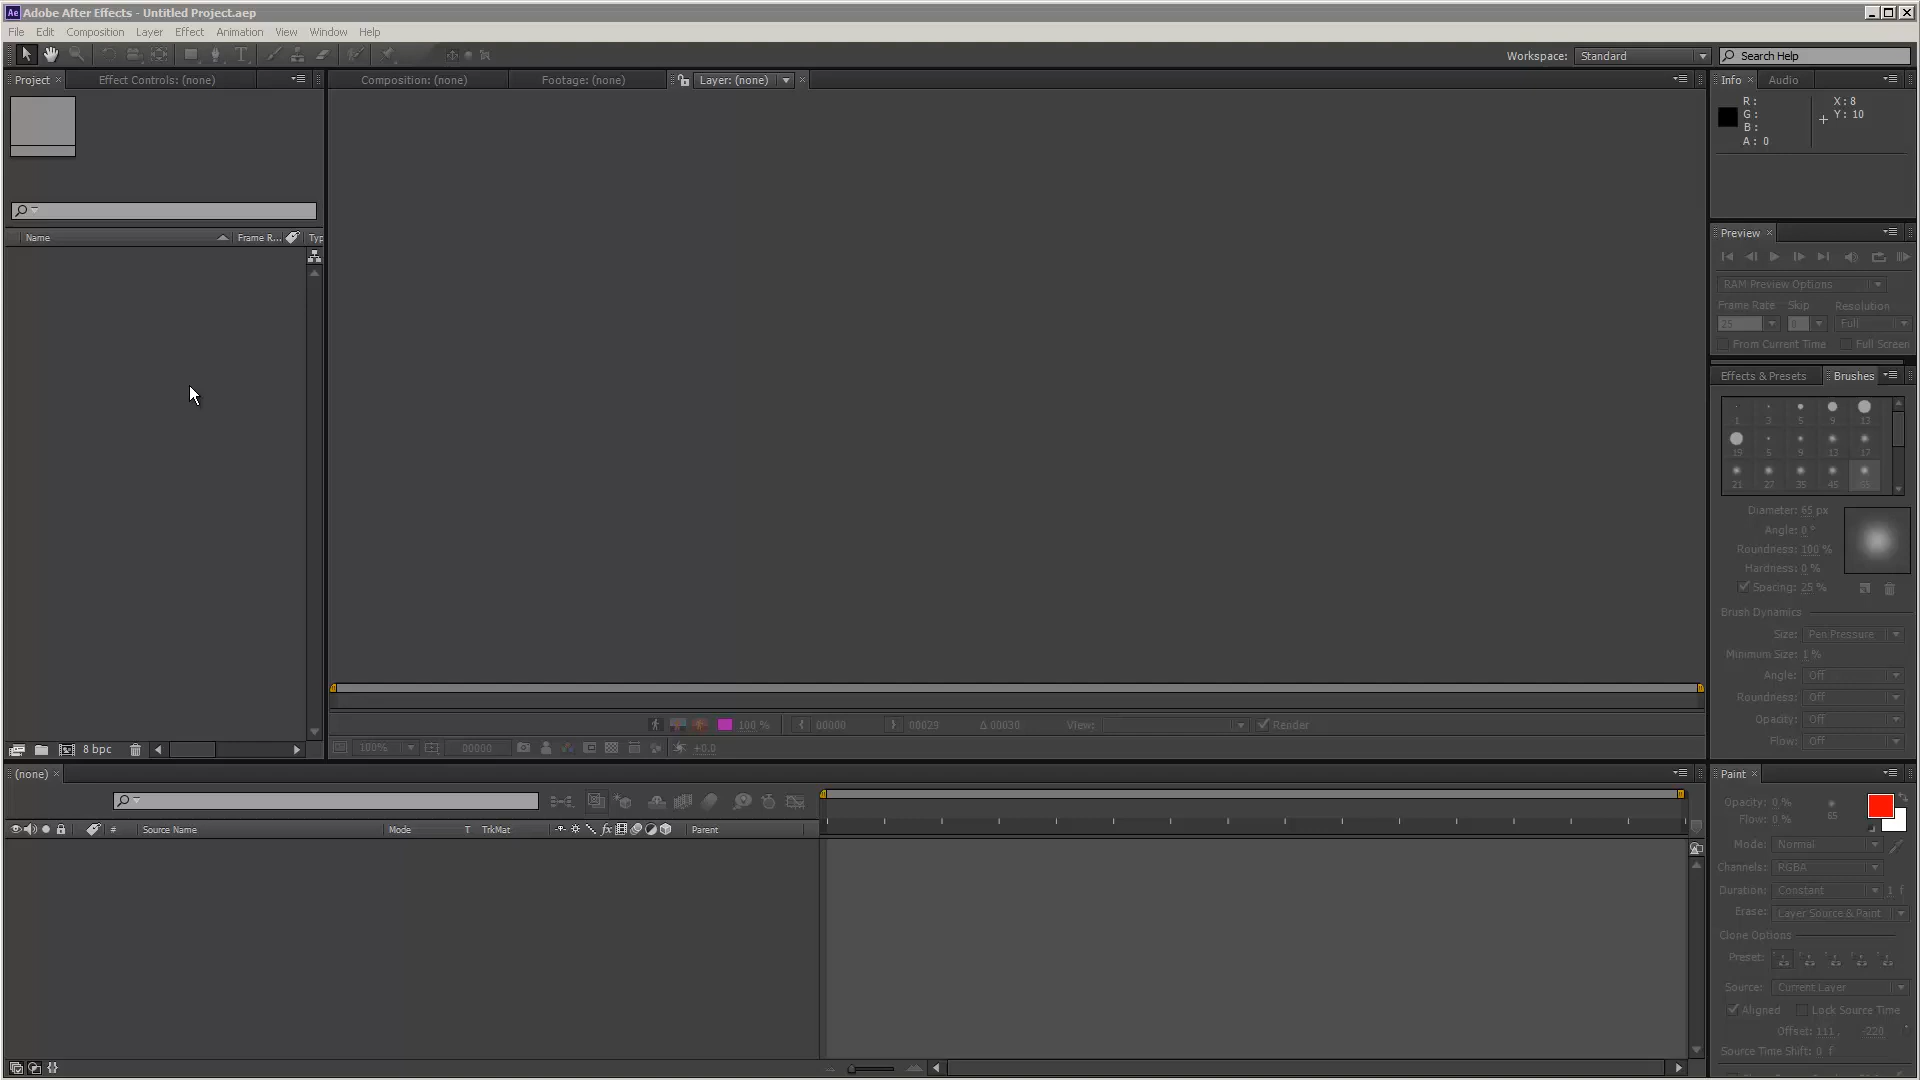 Ae Adobe After Effects - Untitled Project.aep
File Edit Composition Layer Effect Animation View Window Help
T Workspace: Standard Search Help
Project × Effect Controls: (none) Composition: (none) Footage: (none) Layer: (none) × Info × Audio
R: X: 8
G: Y: 10
B:
A: 0
Preview ×
Name Frame R... Typ
RAM Preview Options
Frame Rate Skip Resolution
25 0 Full
From Current Time Full Screen
Effects & Presets Brushes
1 3 5 9 13
19 5 9 13 17
21 27 35 45 65
Diameter: 65 px
Angle: 0 °
Roundness: 100 %
Hardness: 0 %
Spacing: 25 %
Brush Dynamics
Size: Pen Pressure
Minimum Size: 1 %
Angle: Off
Roundness: Off
Opacity: Off
Flow: Off
100 % { 00000 } 00029 Δ 00030 View: Render
8 bpc 100% 00000 +0.0
(none) × Paint ×
Opacity: 0 %
Flow: 0 %
65
# Source Name Mode T TrkMat fx Parent
Mode: Normal
Channels: RGBA
Duration: Constant 1 f
Erase: Layer Source & Paint
Clone Options
Preset:
Source: Current Layer
Aligned Lock Source Time
Offset: 111 , -220
Source Time Shift: 0 f